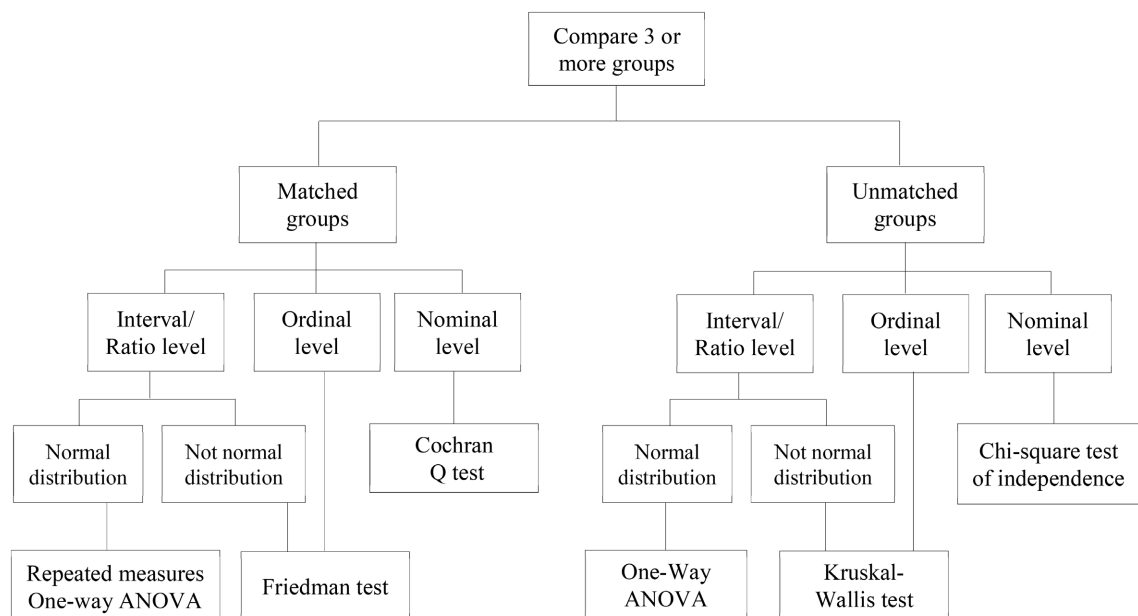 Compare 3 or
more groups
Matched
groups
Unmatched
groups
Interval/
Ratio level
Ordinal
level
Nominal
level
Interval/
Ratio level
Ordinal
level
Nominal
level
Normal
distribution
Not normal
distribution
Cochran
Q test
Normal
distribution
Not normal
distribution
Chi-square test
of independence
Repeated measures
One-way ANOVA
Friedman test
One-Way
ANOVA
Kruskal-
Wallis test